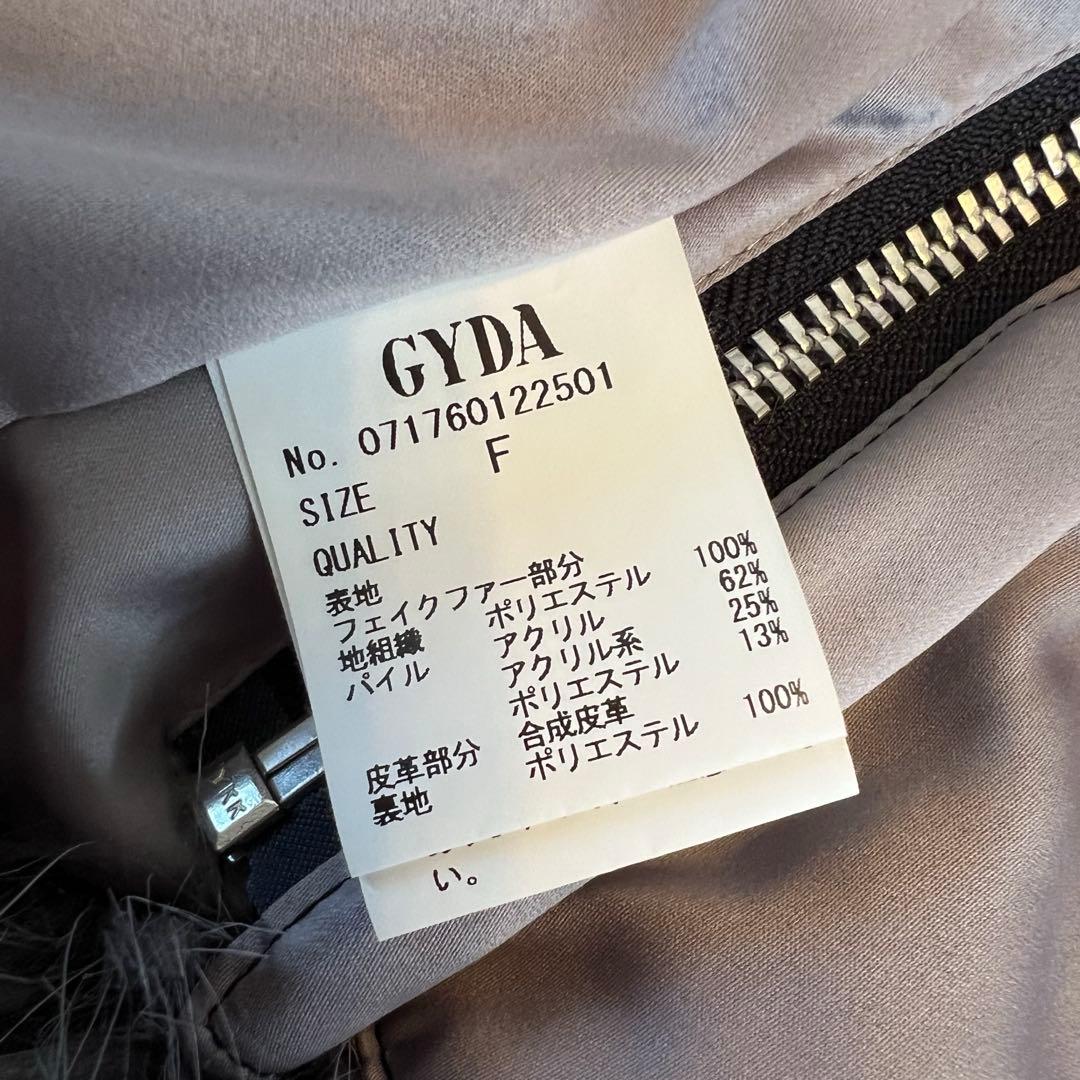 GYDA
No. 071760122501
SIZE F
QUALITY
表地
フェイクファー部分
地組織 ポリエステル 100%
パイル アクリル 62%
アクリル系 25%
ポリエステル 13%
皮革部分 合成皮革
裏地 ポリエステル 100%
い。
YKK